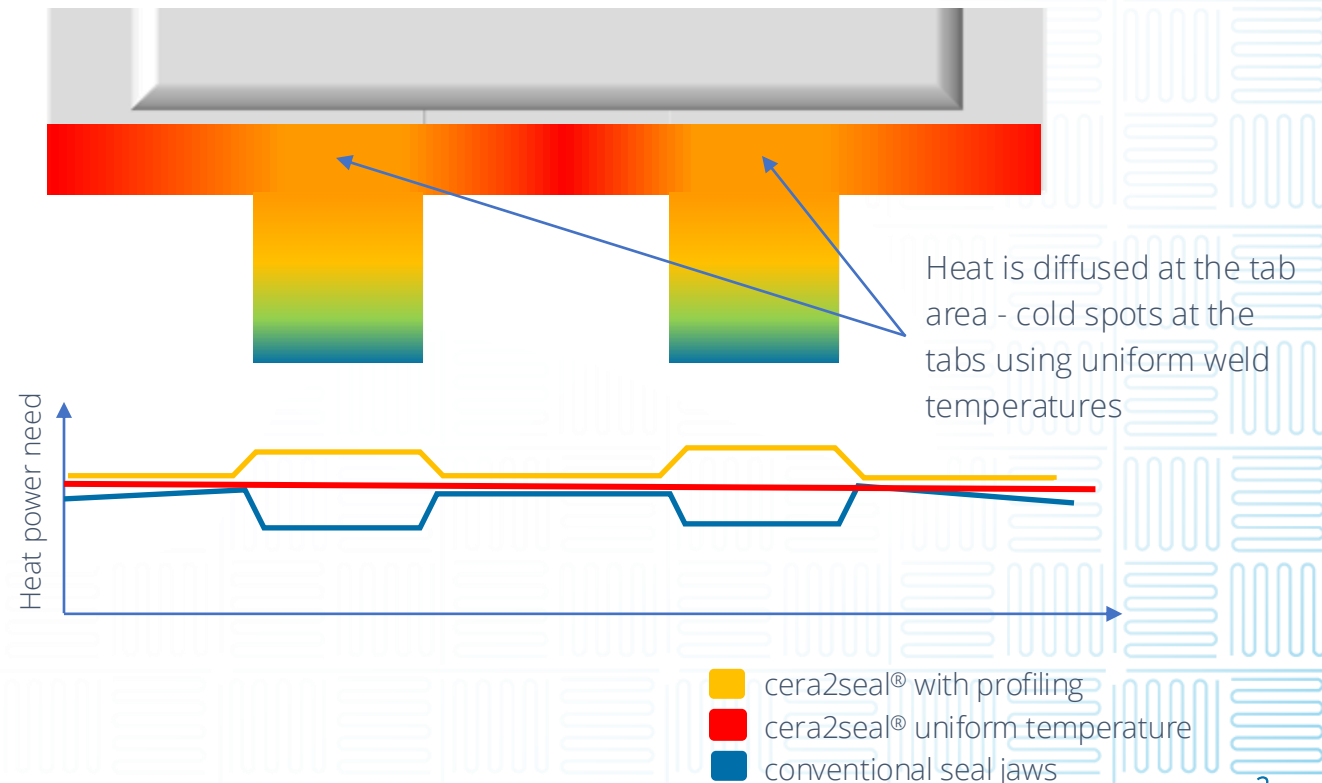 Heat is diffused at the tab
area - cold spots at the
tabs using uniform weld
temperatures
Heat power need
cera2seal® with profiling
cera2seal® uniform temperature
conventional seal jaws